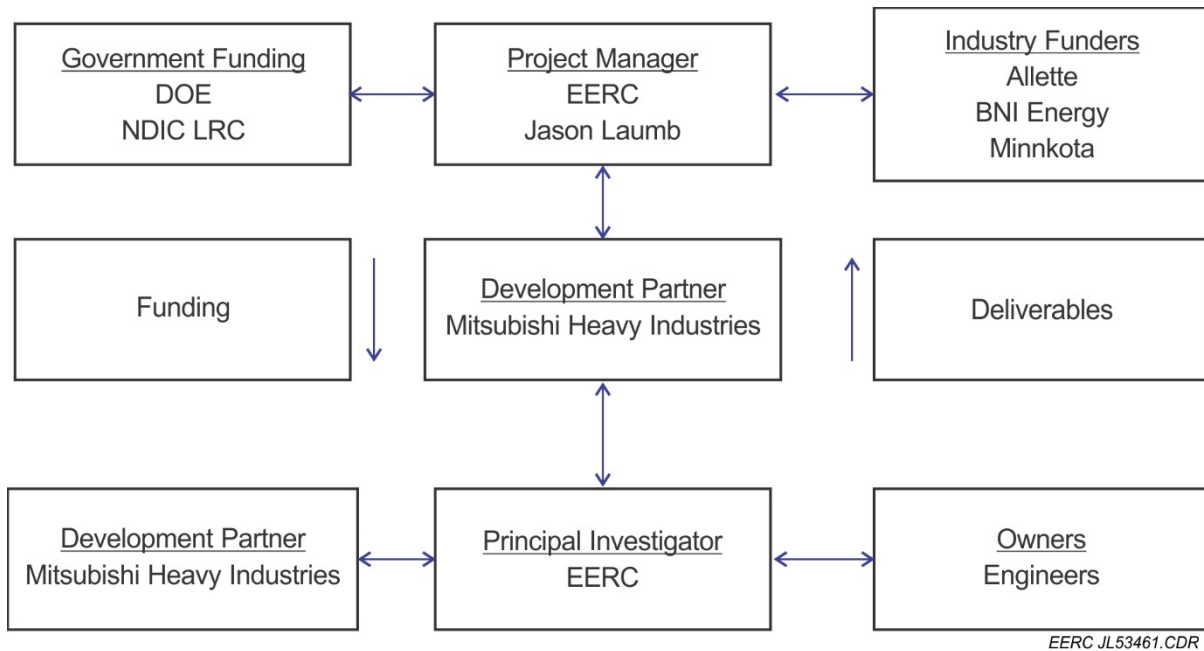 Government Funding
DOE
NDIC LRC
Project Manager
EERC
Jason Laumb
Industry Funders
Allette
BNI Energy
Minnkota
Funding
Development Partner
Mitsubishi Heavy Industries
Deliverables
Development Partner
Mitsubishi Heavy Industries
Principal Investigator
EERC
Owners
Engineers
EERC JL53461.CDR